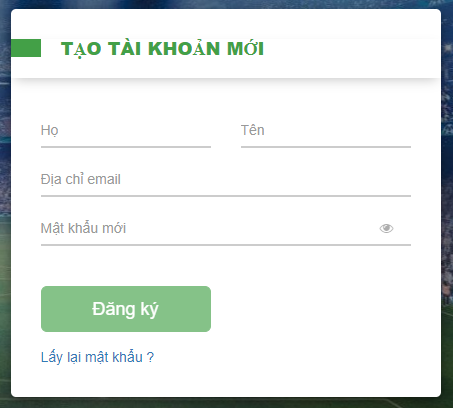 TẠO TÀI KHOẢN MỚI
Họ Tên
Địa chỉ email
Mật khẩu mới
Đăng ký
Lấy lại mật khẩu ?